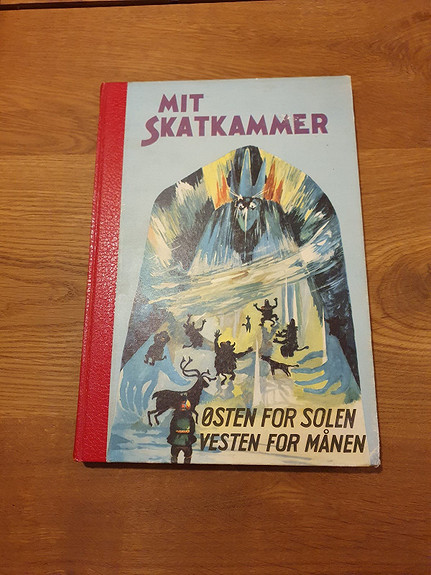 MIT
SKATKAMMER
ØSTEN FOR SOLEN
VESTEN FOR MÅNEN